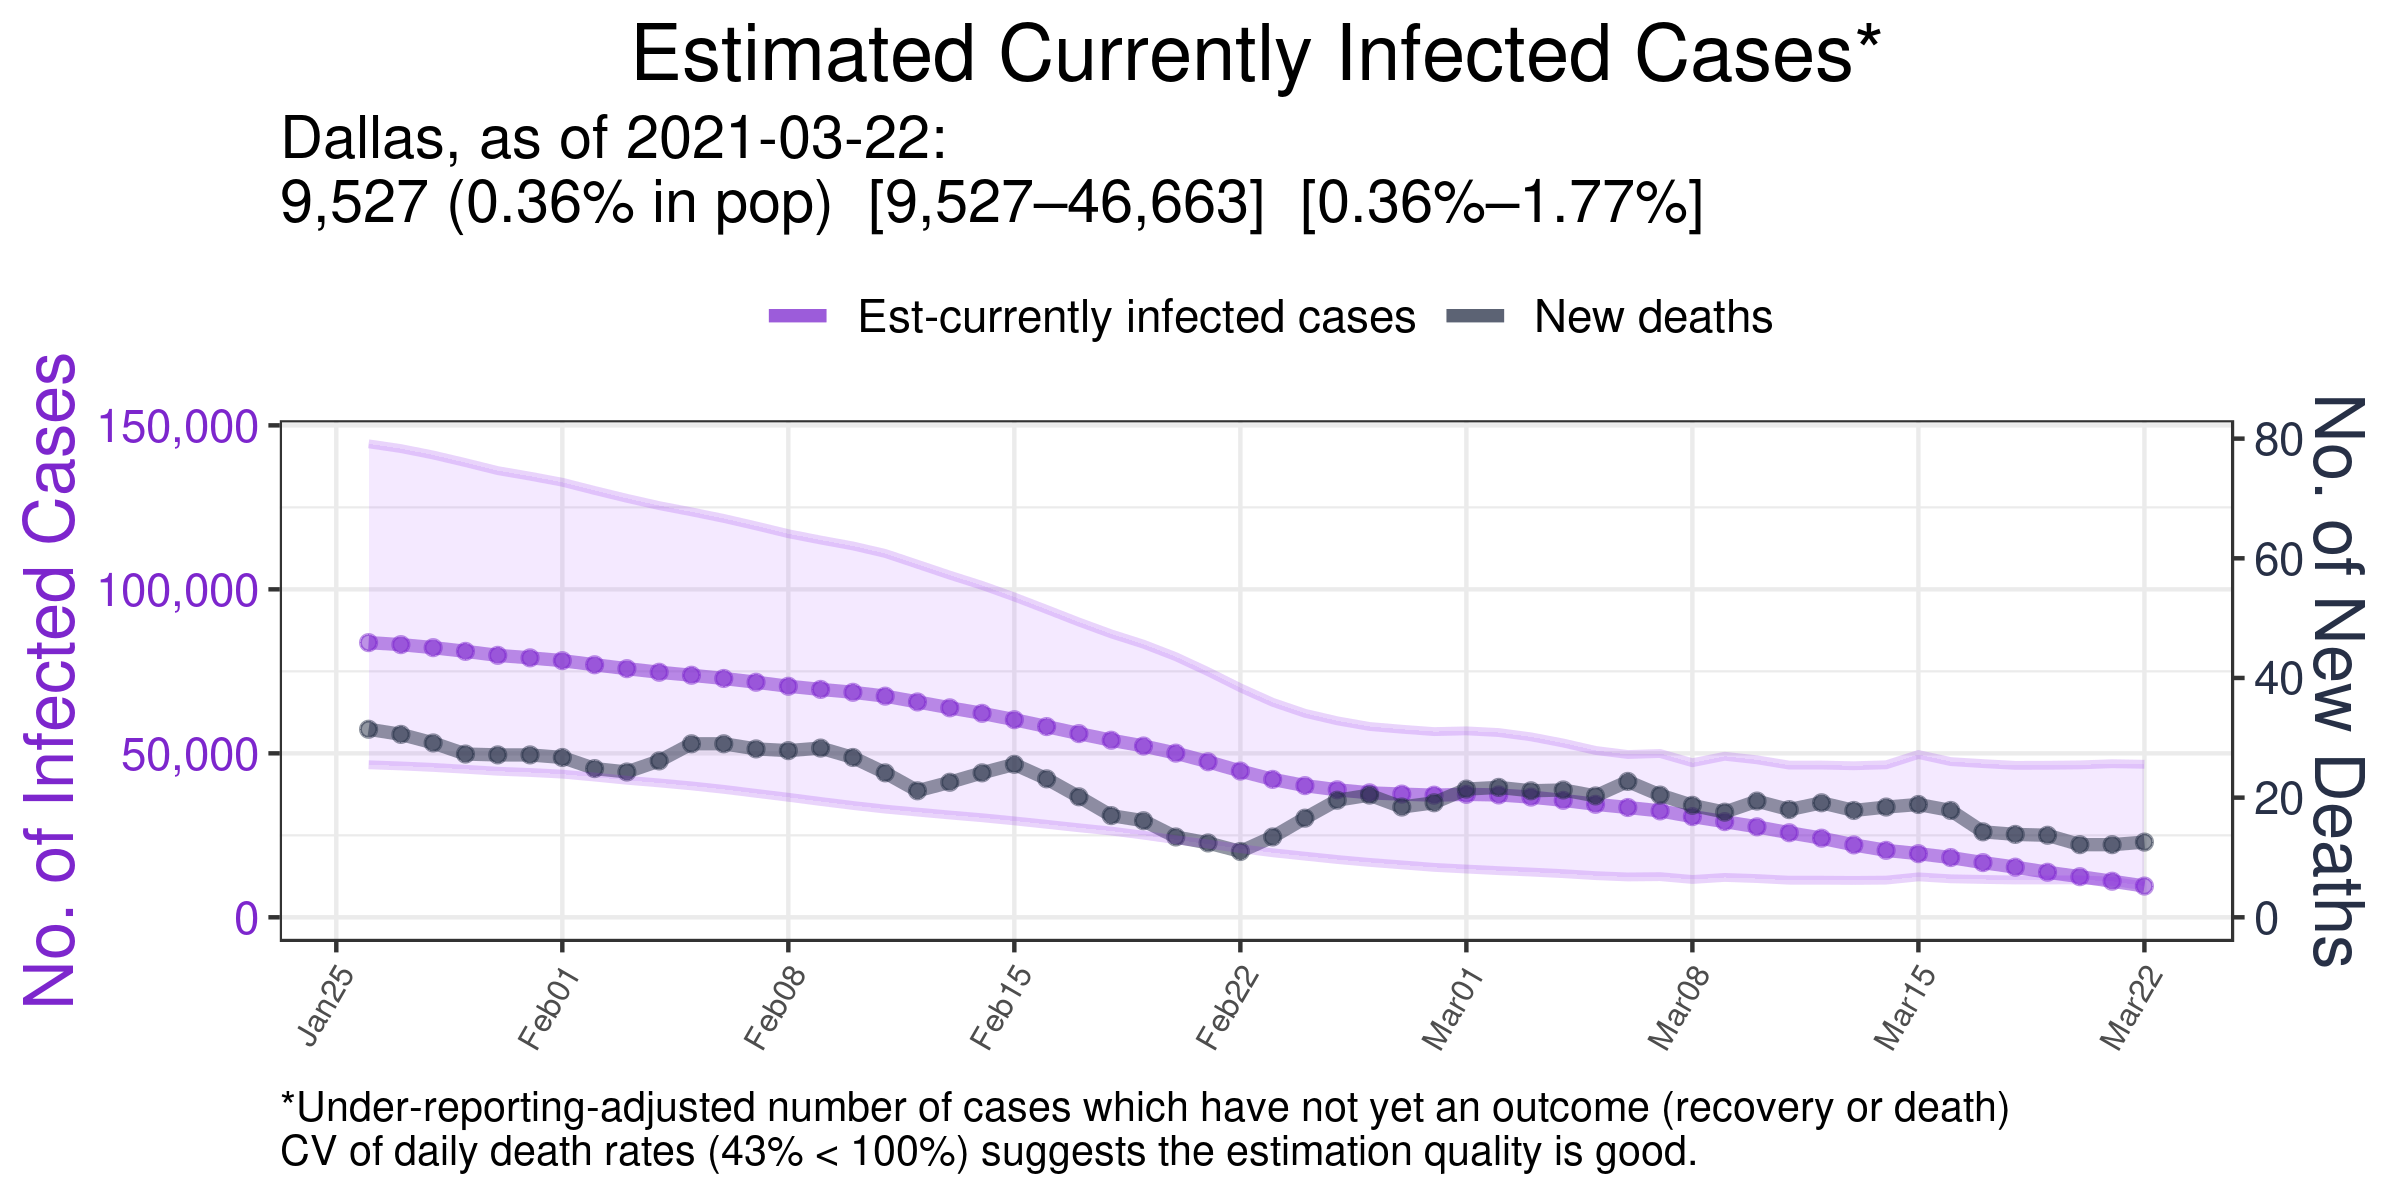 Estimated Currently Infected Cases*
Dallas, as of 2021-03-22:
9,527 (0.36% in pop)  [9,527–46,663]  [0.36%–1.77%]
Est-currently infected cases
New deaths
No. of Infected Cases
150,000
100,000
50,000
0
80
60
40
20
0
No. of New Deaths
Jan25
Feb01
Feb08
Feb15
Feb22
Mar01
Mar08
Mar15
Mar22
*Under-reporting-adjusted number of cases which have not yet an outcome (recovery or death)
CV of daily death rates (43% < 100%) suggests the estimation quality is good.